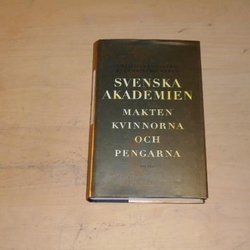 SVENSKA
AKADEMIEN
MAKTEN
KVINNORNA
OCH
PENGARNA